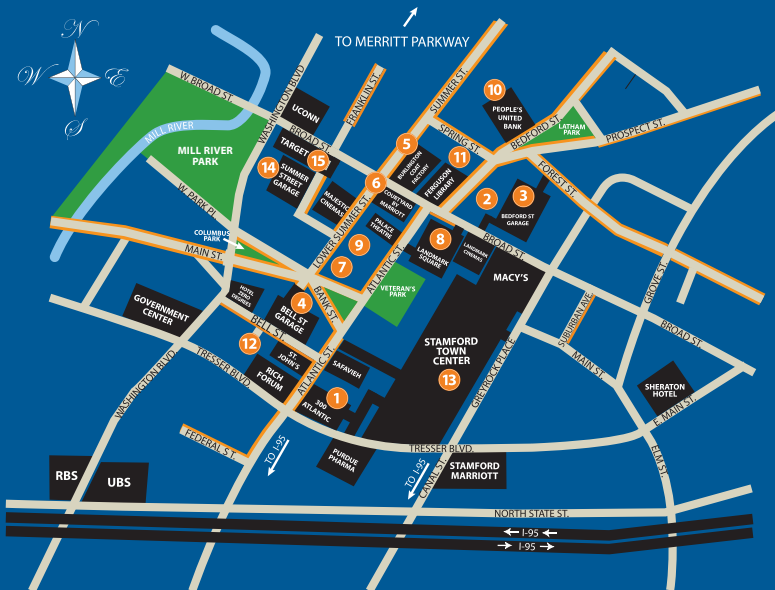 TO MERRITT PARKWAY
N
W
E
S
W. BROAD ST.
WASHINGTON BLVD
FRANKLIN ST.
SUMMER ST.
10
PEOPLE'S
UNITED
BANK
UCONN
BROAD ST.
SPRING ST.
BEDFORD ST.
LATHAM
PARK
PROSPECT ST.
MILL RIVER
MILL RIVER
PARK
TARGET
15
14
SUMMER
STREET
GARAGE
5
BURLINGTON
COAT
FACTORY
11
FERGUSON
LIBRARY
6
COURTYARD
BY
MARRIOTT
FOREST ST.
2
3
BEDFORD ST
GARAGE
W. PARK PL.
MAJESTIC
CINEMAS
LOWER SUMMER ST.
PALACE
THEATRE
COLUMBUS
PARK
MAIN ST.
9
7
8
LANDMARK
SQUARE
LANDMARK
CINEMAS
BROAD ST.
ATLANTIC ST.
MACY'S
VETERAN'S
PARK
GROVE ST.
HOTEL
ZERO
DEGREES
4
BELL ST
GARAGE
BANK ST.
GOVERNMENT
CENTER
BELL ST.
SUBURBAN AVE.
BROAD ST.
12
ST.
JOHN'S
RICH
FORUM
ATLANTIC ST.
SAFAVIEH
STAMFORD
TOWN
CENTER
13
MAIN ST.
GREYROCK PLACE
WASHINGTON BLVD.
TRESSER BLVD.
1
300
ATLANTIC
SHERATON
HOTEL
E. MAIN ST.
FEDERAL ST.
TO I-95
PURDUE
PHARMA
TRESSER BLVD.
TO I-95
CANAL ST.
STAMFORD
MARRIOTT
ELM ST.
RBS
UBS
NORTH STATE ST.
I-95
I-95